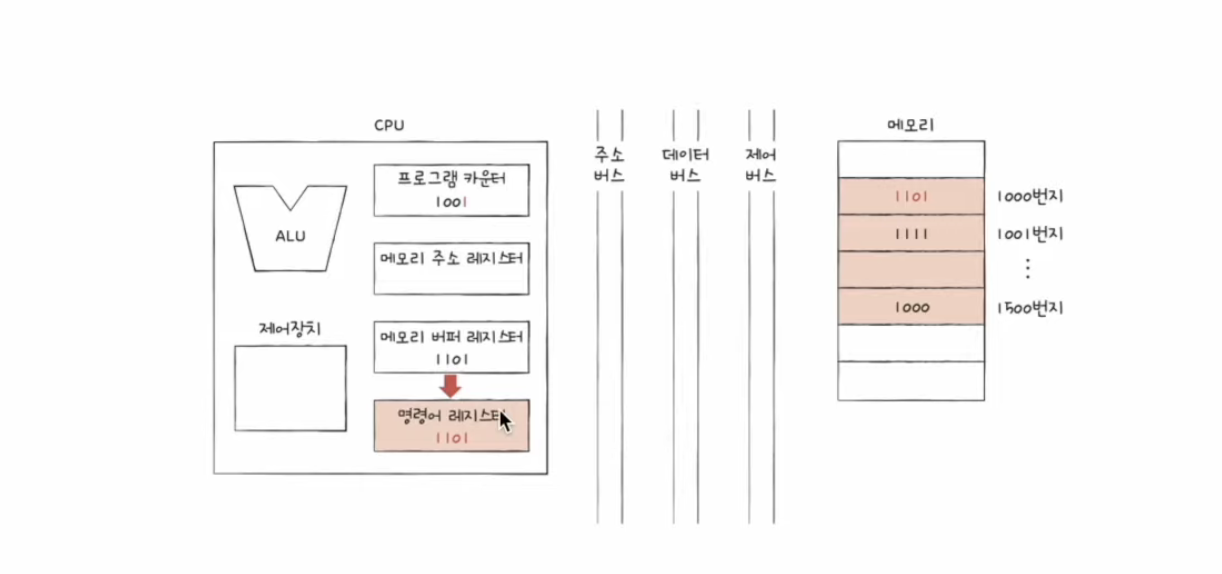 CPU
프로그램 카운터
1001
ALU
메모리 주소 레지스터
제어장치
메모리 버퍼 레지스터
1101
명령어 레지스터
1101
주소
버스
데이터
버스
제어
버스
메모리
1101 1000번지
1111 1001번지
⋮
1000 1500번지